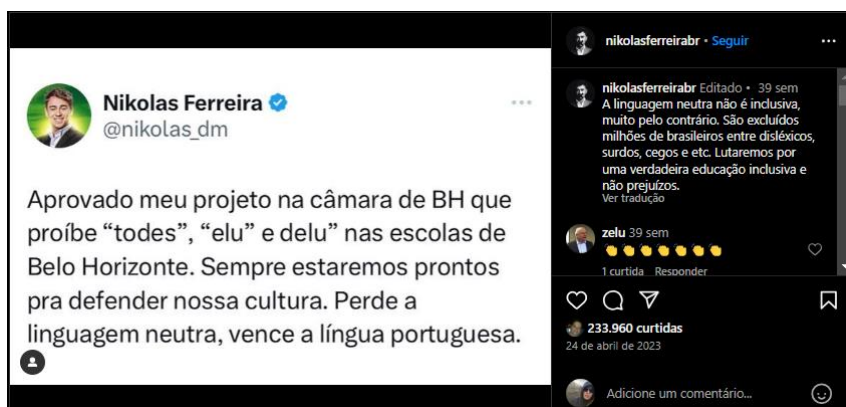 Nikolas Ferreira
@nikolas_dm
Aprovado meu projeto na câmara de BH que
proíbe “todes”, “elu” e delu” nas escolas de
Belo Horizonte. Sempre estaremos prontos
pra defender nossa cultura. Perde a
linguagem neutra, vence a língua portuguesa.
nikolasferreirabr • Seguir
nikolasferreirabr Editado • 39 sem
A linguagem neutra não é inclusiva,
muito pelo contrário. São excluídos
milhões de brasileiros entre disléxicos,
surdos, cegos e etc. Lutaremos por
uma verdadeira educação inclusiva e
não prejuízos.
Ver tradução
zelu 39 sem
👏👏👏👏👏👏👏
1 curtida Responder
233.960 curtidas
24 de abril de 2023
Adicione um comentário...